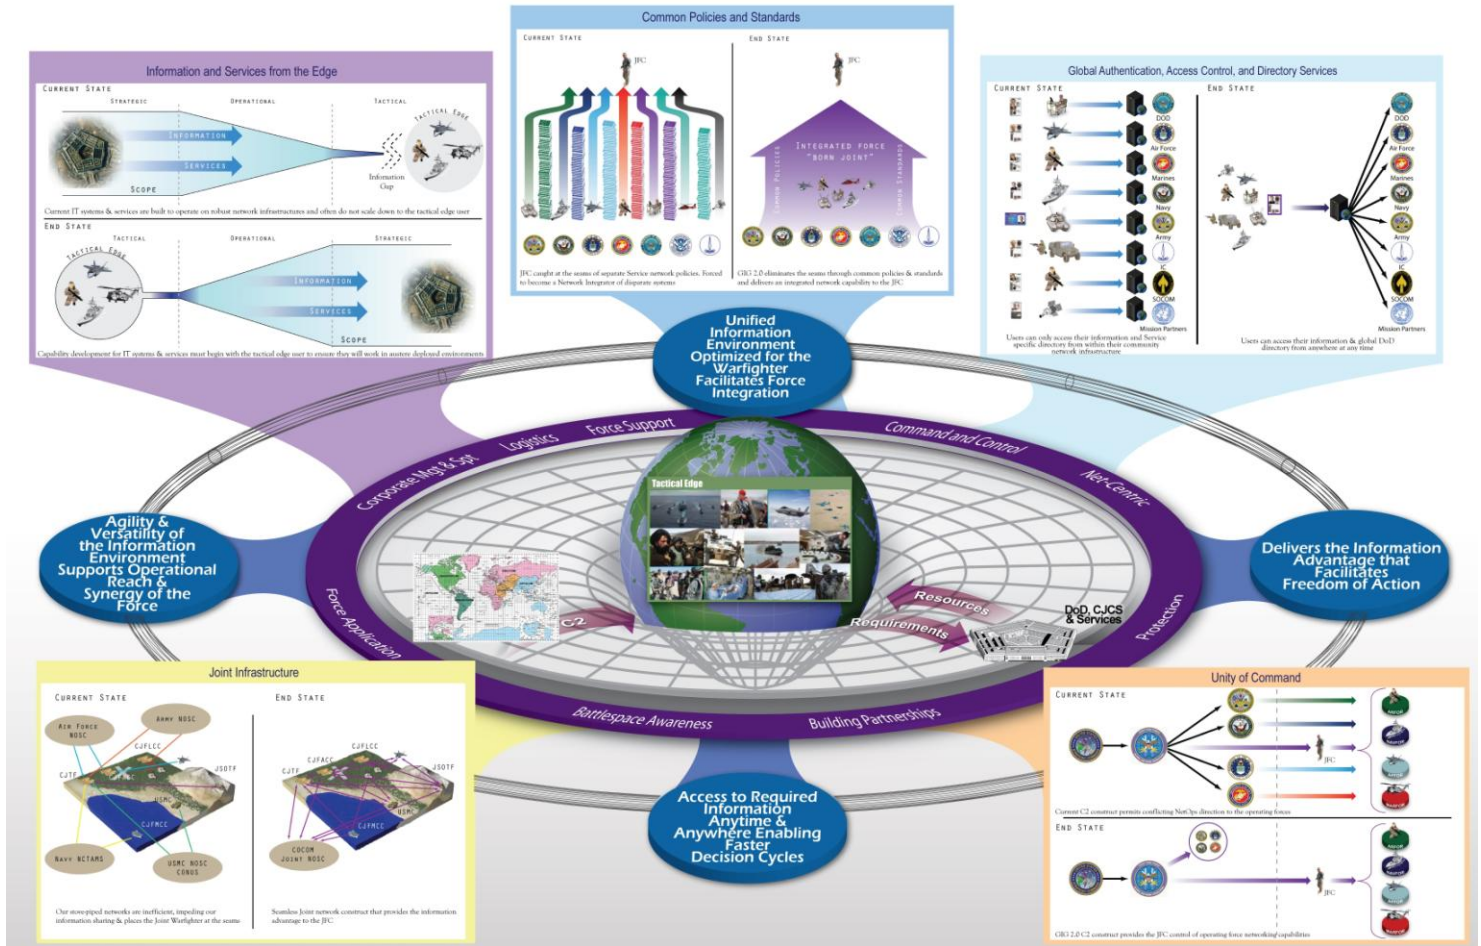 Common Policies and Standards
Current State
End State
JFC
JFC
Integrated Force
"Born Joint"
Common Policies
Common Standards
JFC caught at the seams of separate Service network policies. Forced
to become a Network Integrator of disparate systems
GIG 2.0 eliminates the seams through common policies & standards
and delivers an integrated network capability to the JFC
Information and Services from the Edge
Current State
Strategic
Operational
Tactical
Tactical Edge
Information
Services
Information
Gap
Scope
Current IT systems & services are built to operate on robust network infrastructures and often do not scale down to the tactical edge user
End State
Tactical
Operational
Strategic
Tactical Edge
Information
Services
Scope
Capability development for IT systems & services must begin with the tactical edge user to ensure they will work in austere deployed environments
Global Authentication, Access Control, and Directory Services
Current State
End State
DOD
Air Force
Marines
Navy
Army
IC
SOCOM
Mission Partners
DOD
Air Force
Marines
Navy
Army
IC
SOCOM
Mission Partners
Users can only access their information and Service
specific directory from within their community
network infrastructure
Users can access their information & global DoD
directory from anywhere at any time
Unified
Information
Environment
Optimized for the
Warfighter
Facilitates Force
Integration
Corporate Mgt & Spt
Logistics
Force Support
Command and Control
Net-Centric
Protection
Building Partnerships
Battlespace Awareness
Force Application
Agility &
Versatility of
the Information
Environment
Supports Operational
Reach &
Synergy of the
Force
Tactical Edge
C2
Resources
Requirements
DoD, CJCS
& Services
Delivers the Information
Advantage that
Facilitates
Freedom of Action
Access to Required
Information
Anytime &
Anywhere Enabling
Faster
Decision Cycles
Joint Infrastructure
Current State
End State
Air Force
NOSC
Army NOSC
CJFLCC
CJTF
CJFACC
JSOTF
USMC
CJFMCC
Navy NCTAMS
USMC NOSC
CONUS
CJFLCC
CJTF
CJFACC
JSOTF
USMC
CJFMCC
COCOM
Joint NOSC
Our stove-piped networks are inefficient, impeding our
information sharing & places the Joint Warfighter at the seams
Seamless Joint network construct that provides the information
advantage to the JFC
Unity of Command
Current State
JFC
Current C2 construct permits conflicting NetOps direction to the operating forces
End State
JFC
GIG 2.0 C2 construct provides the JFC control of operating force networking capabilities